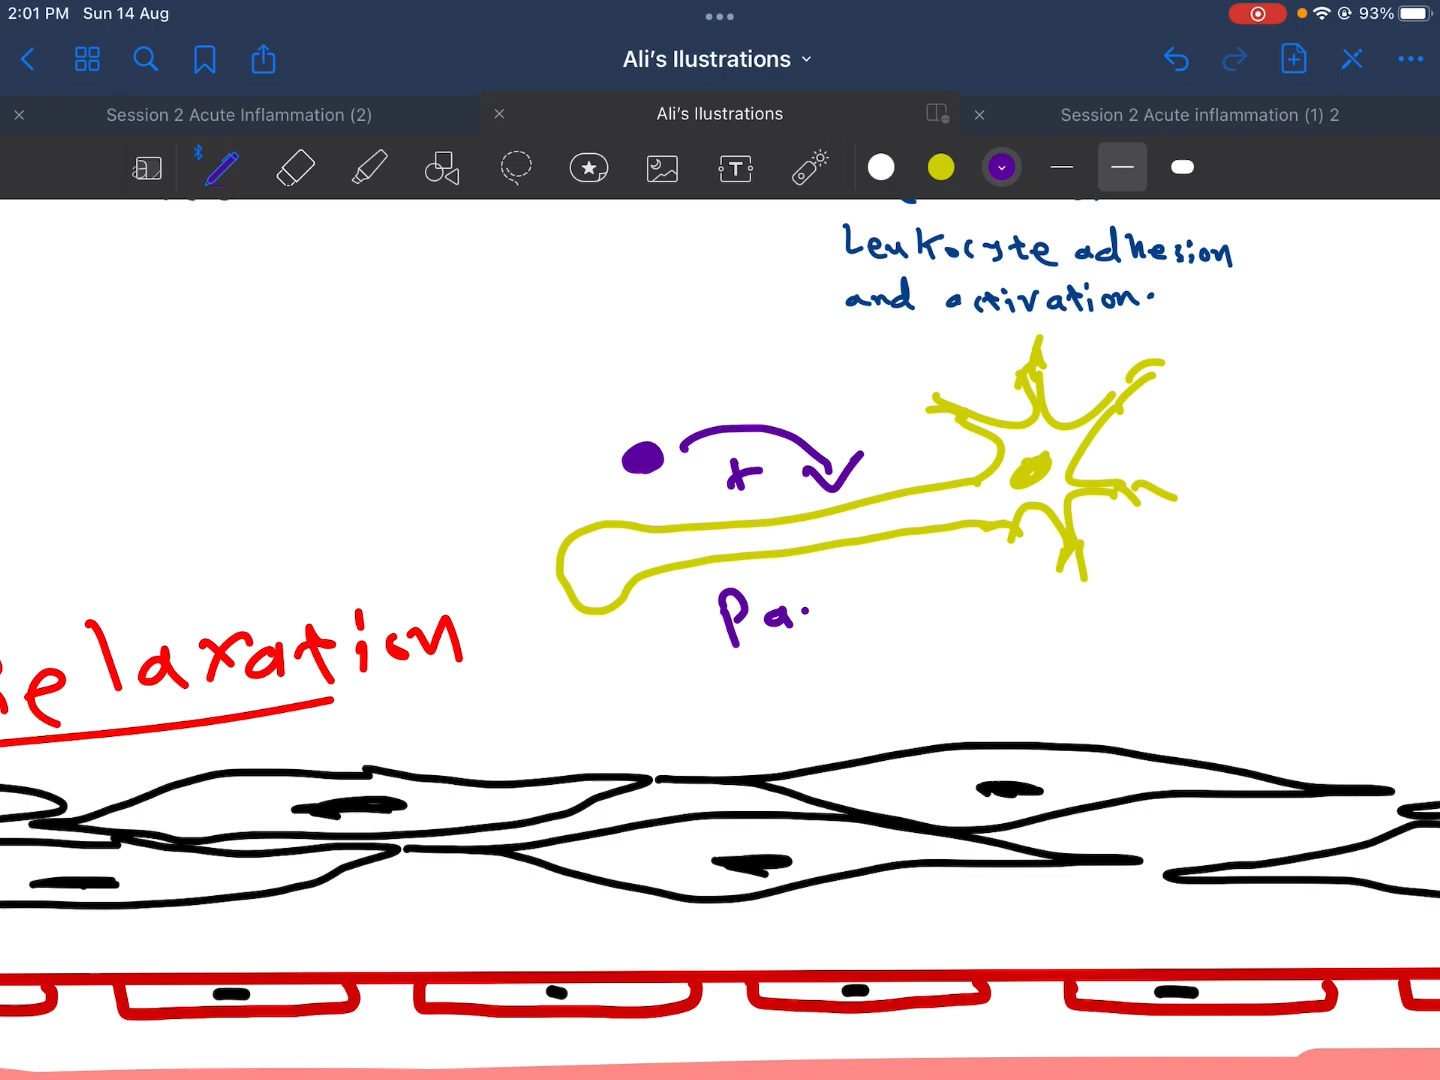 2:01 PM Sun 14 Aug
93%
Ali's Ilustrations
Session 2 Acute Inflammation (2)
Ali's Ilustrations
Session 2 Acute inflammation (1) 2
Leukocyte adhesion
and activation.
+
Pa.
elaxation